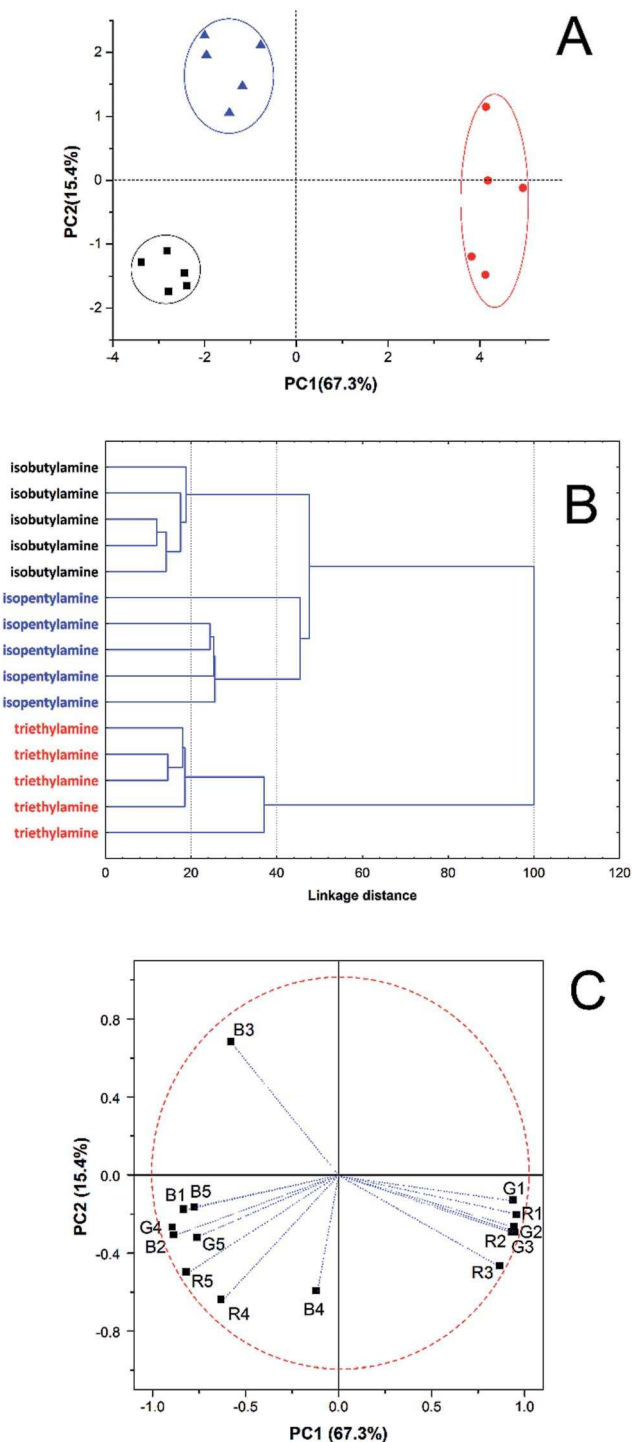 A
2
1
0
-1
-2
PC2(15.4%)
-4
-2
0
2
4
PC1(67.3%)
B
isobutylamine
isobutylamine
isobutylamine
isobutylamine
isobutylamine
isopentylamine
isopentylamine
isopentylamine
isopentylamine
isopentylamine
triethylamine
triethylamine
triethylamine
triethylamine
triethylamine
0 20 40 60 80 100 120
Linkage distance
C
0.8
0.4
0.0
-0.4
-0.8
PC2 (15.4%)
B3
B1
B5
G4
B2
G5
R5
R4
B4
G1
R1
R2
G2
G3
R3
-1.0 -0.5 0.0 0.5 1.0
PC1 (67.3%)